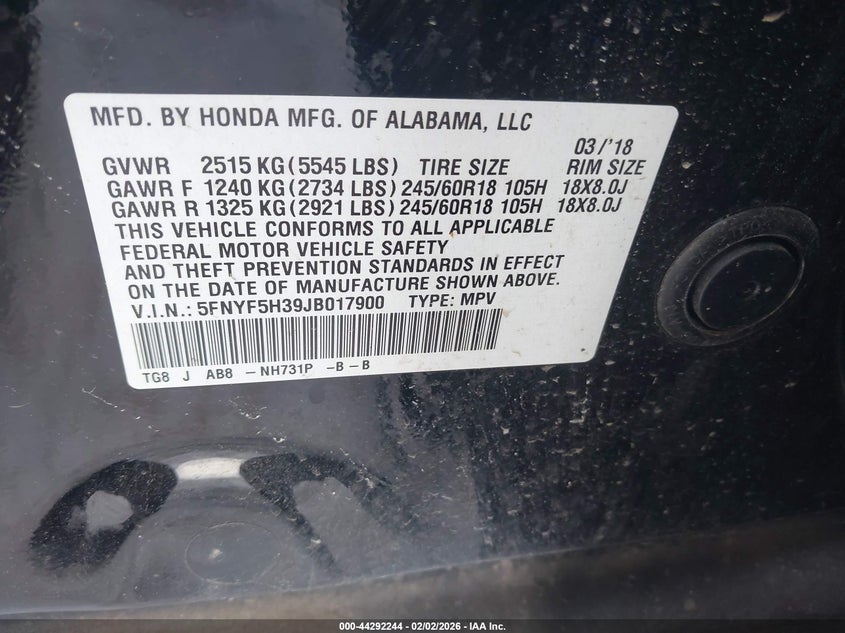 MFD. BY HONDA MFG. OF ALABAMA, LLC
03/'18
GVWR 2515 KG(5545 LBS) TIRE SIZE RIM SIZE
GAWR F 1240 KG(2734 LBS) 245/60R18 105H 18X8.0J
GAWR R 1325 KG(2921 LBS) 245/60R18 105H 18X8.0J
THIS VEHICLE CONFORMS TO ALL APPLICABLE
FEDERAL MOTOR VEHICLE SAFETY
AND THEFT PREVENTION STANDARDS IN EFFECT
ON THE DATE OF MANUFACTURE SHOWN ABOVE.
V.I.N.: 5FNYF5H39JB017900 TYPE: MPV
TG8 J AB8 -NH731P -B-B
000-44292244 - 02/02/2026 - IAA Inc.